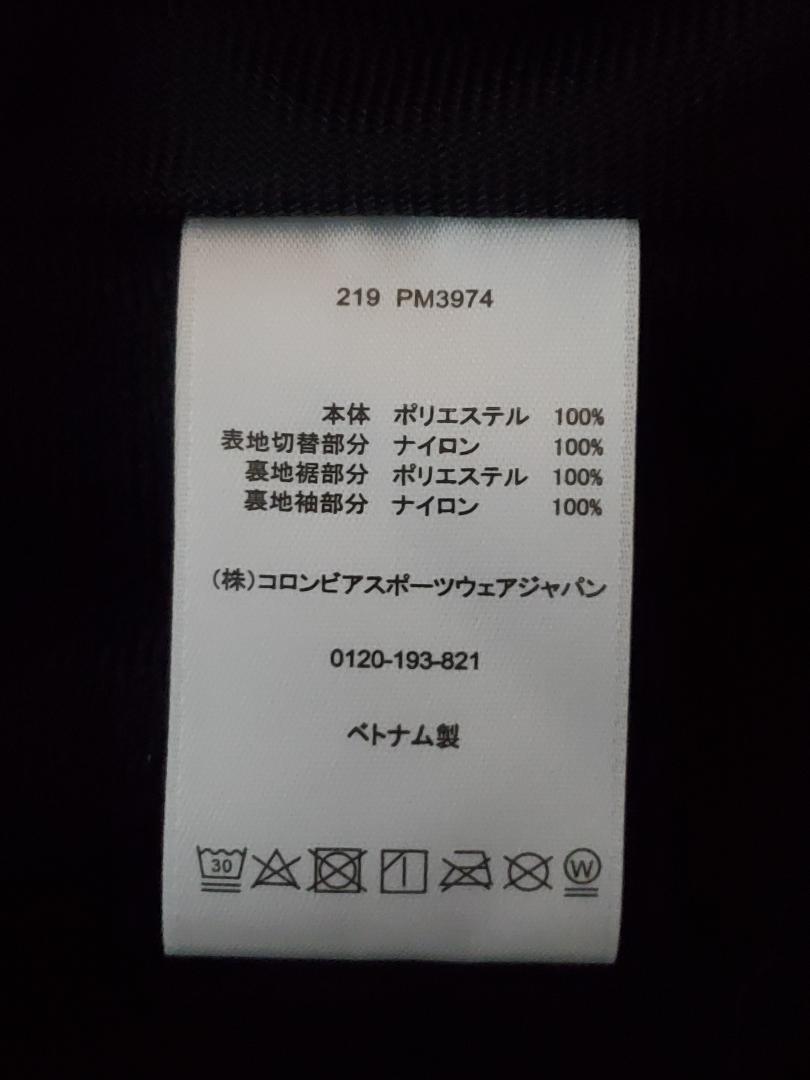 219 PM3974
本体 ポリエステル 100%
表地切替部分 ナイロン 100%
裏地裾部分 ポリエステル 100%
裏地袖部分 ナイロン 100%
(株)コロンビアスポーツウェアジャパン
0120-193-821
ベトナム製
30 W